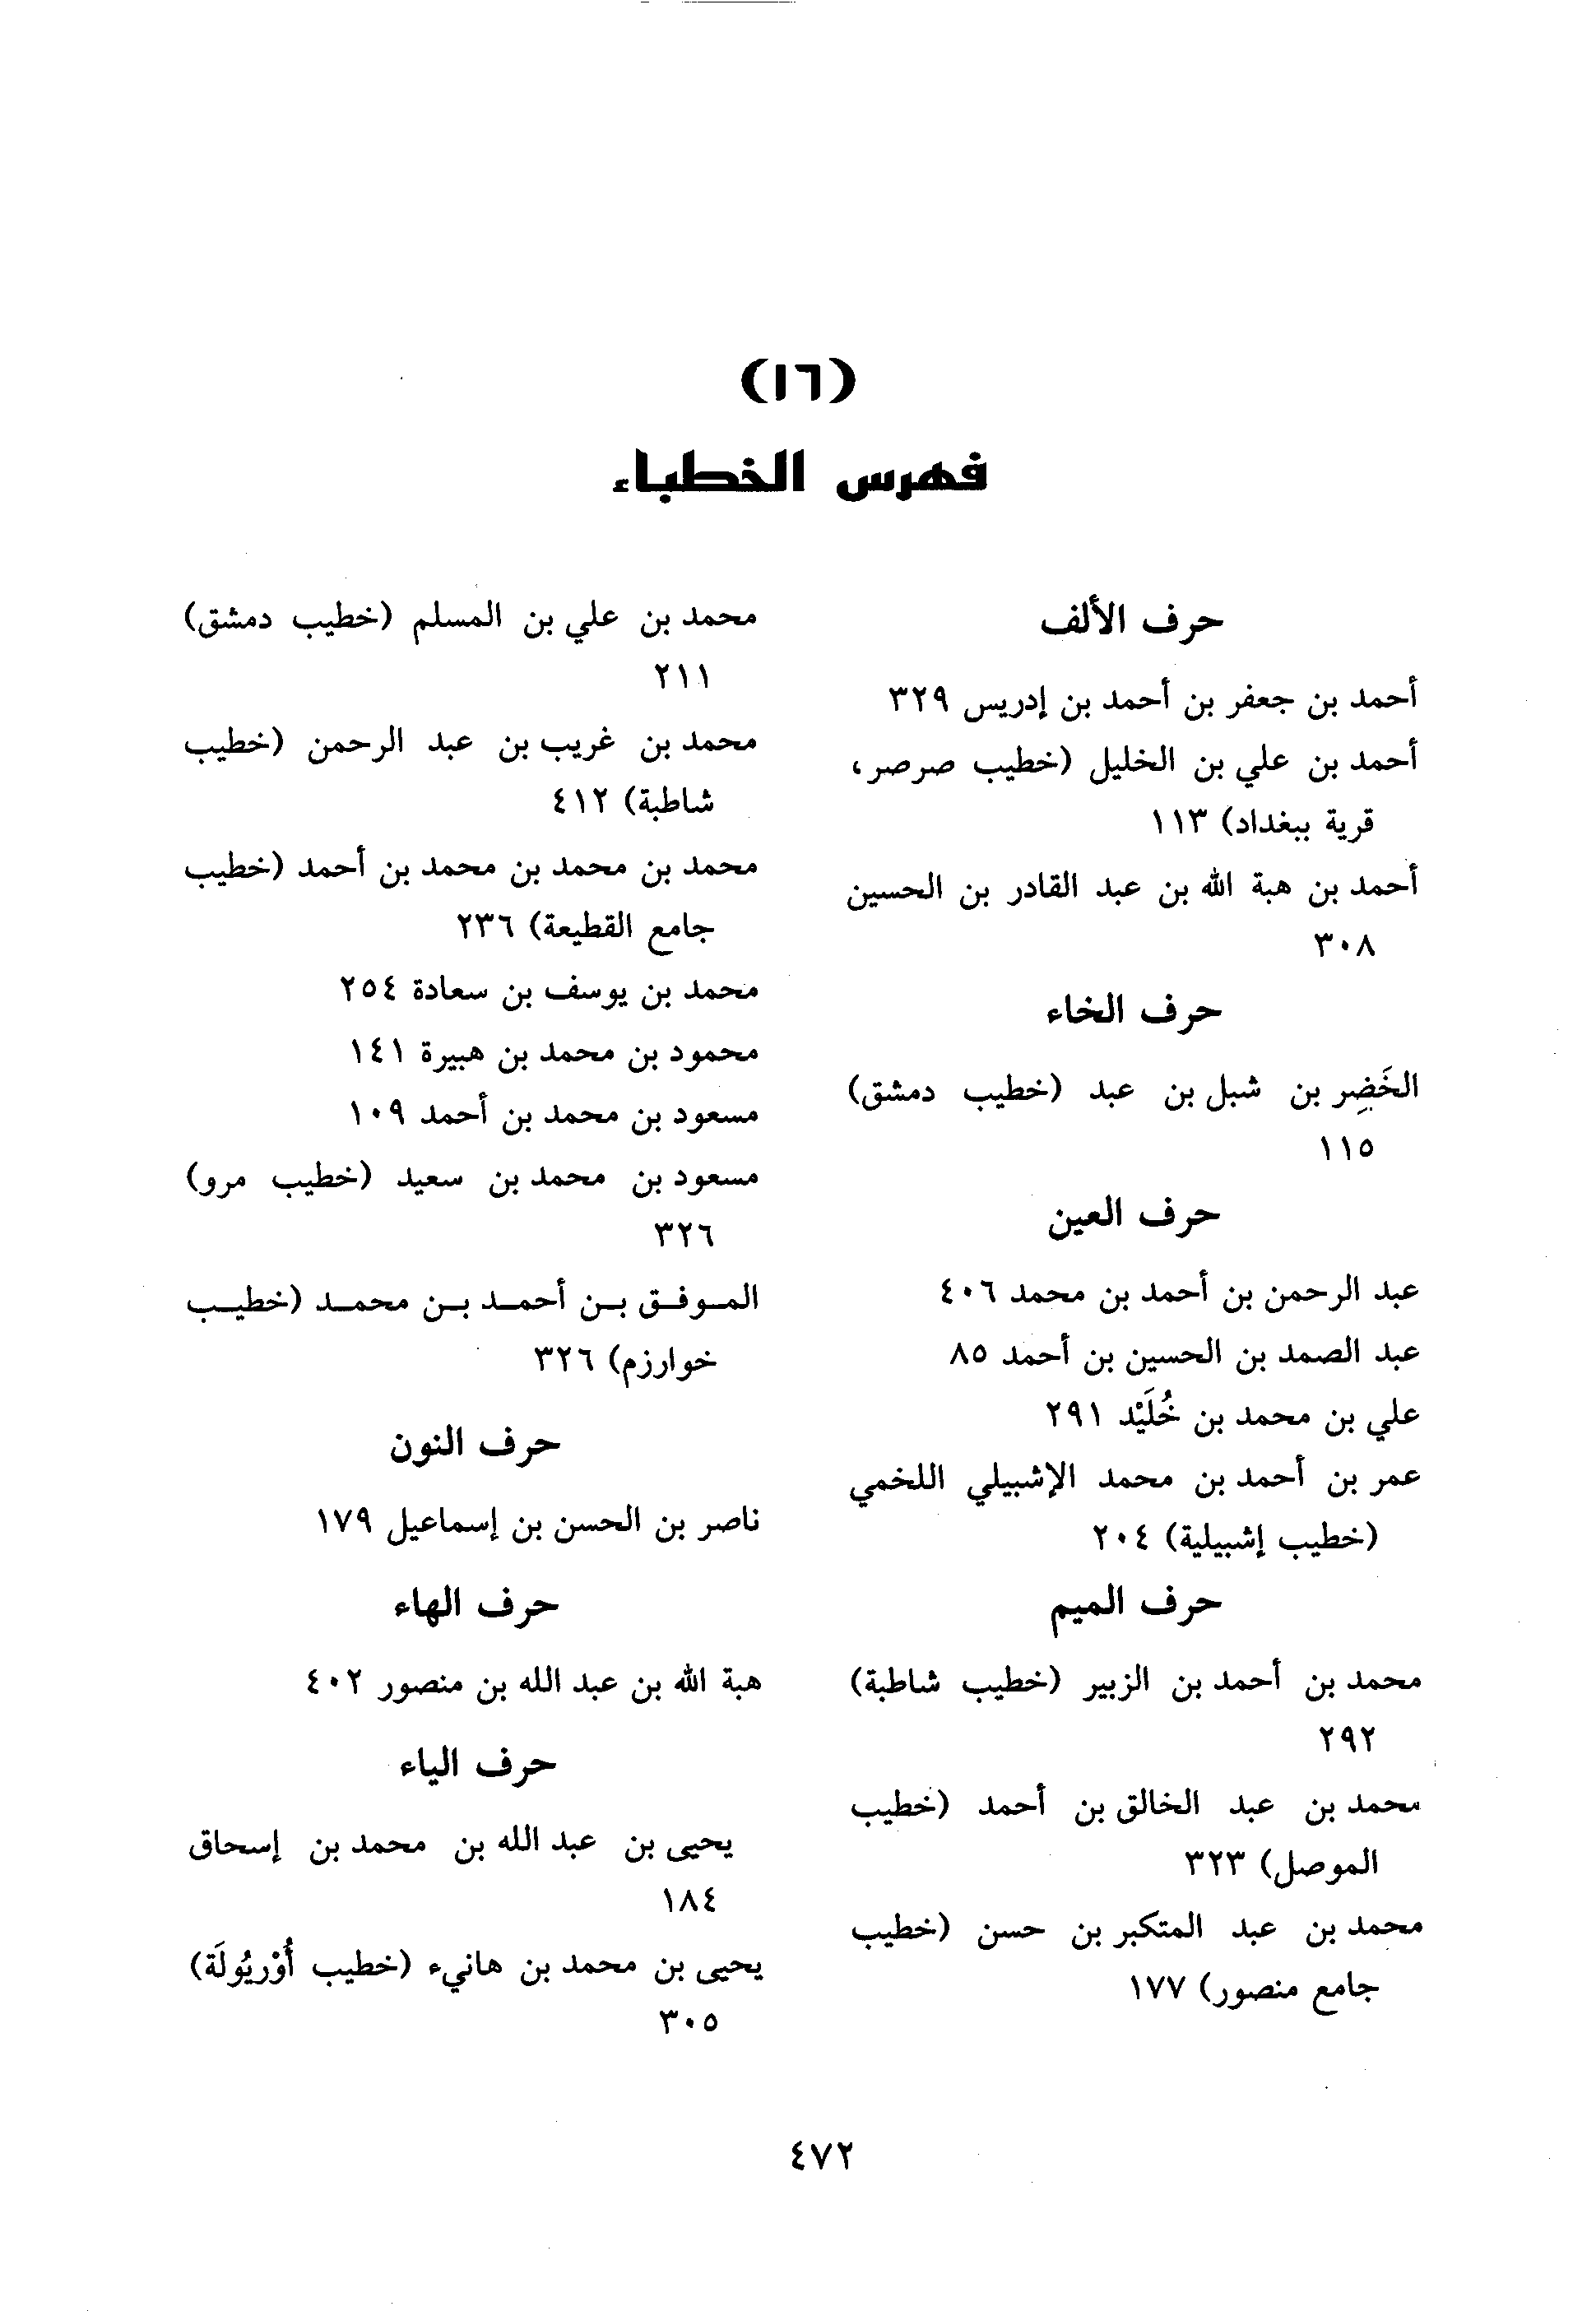 (١٦)
فهرس الخطباء
حرف الألف
أحمد بن جعفر بن أحمد بن إدريس ٣٢٩
أحمد بن علي بن الخليل (خطيب صرصر،
قرية ببغداد) ١١٣
أحمد بن هبة الله بن عبد القادر بن الحسين
٣٠٨
حرف الخاء
الخَضِر بن شبل بن عبد (خطيب دمشق)
١١٥
حرف العين
عبد الرحمن بن أحمد بن محمد ٤٠٦
عبد الصمد بن الحسين بن أحمد ٨٥
علي بن محمد بن خُلَيْد ٢٩١
عمر بن أحمد بن محمد الإشبيلي اللخمي
(خطيب إشبيلية) ٢٠٤
حرف الميم
محمد بن أحمد بن الزبير (خطيب شاطبة)
٢٩٢
محمد بن عبد الخالق بن أحمد (خطيب
الموصل) ٣٢٣
محمد بن عبد المتكبر بن حسن (خطيب
جامع منصور) ١٧٧
محمد بن علي بن المسلم (خطيب دمشق)
٢١١
محمد بن غريب بن عبد الرحمن (خطيب
شاطبة) ٤١٢
محمد بن محمد بن محمد بن أحمد (خطيب
جامع القطيعة) ٢٣٦
محمد بن يوسف بن سعادة ٢٥٤
محمود بن محمد بن هبيرة ١٤١
مسعود بن محمد بن أحمد ١٠٩
مسعود بن محمد بن سعيد (خطيب مرو)
٣٢٦
المـوفـق بـن أحمـد بـن محمـد (خطيـب
خوارزم) ٣٢٦
حرف النون
ناصر بن الحسن بن إسماعيل ١٧٩
حرف الهاء
هبة الله بن عبد الله بن منصور ٤٠٢
حرف الياء
يحيى بن عبد الله بن محمد بن إسحاق
١٨٤
يحيى بن محمد بن هانيء (خطيب أُوْريُولَة)
٣٠٥
٤٧٢